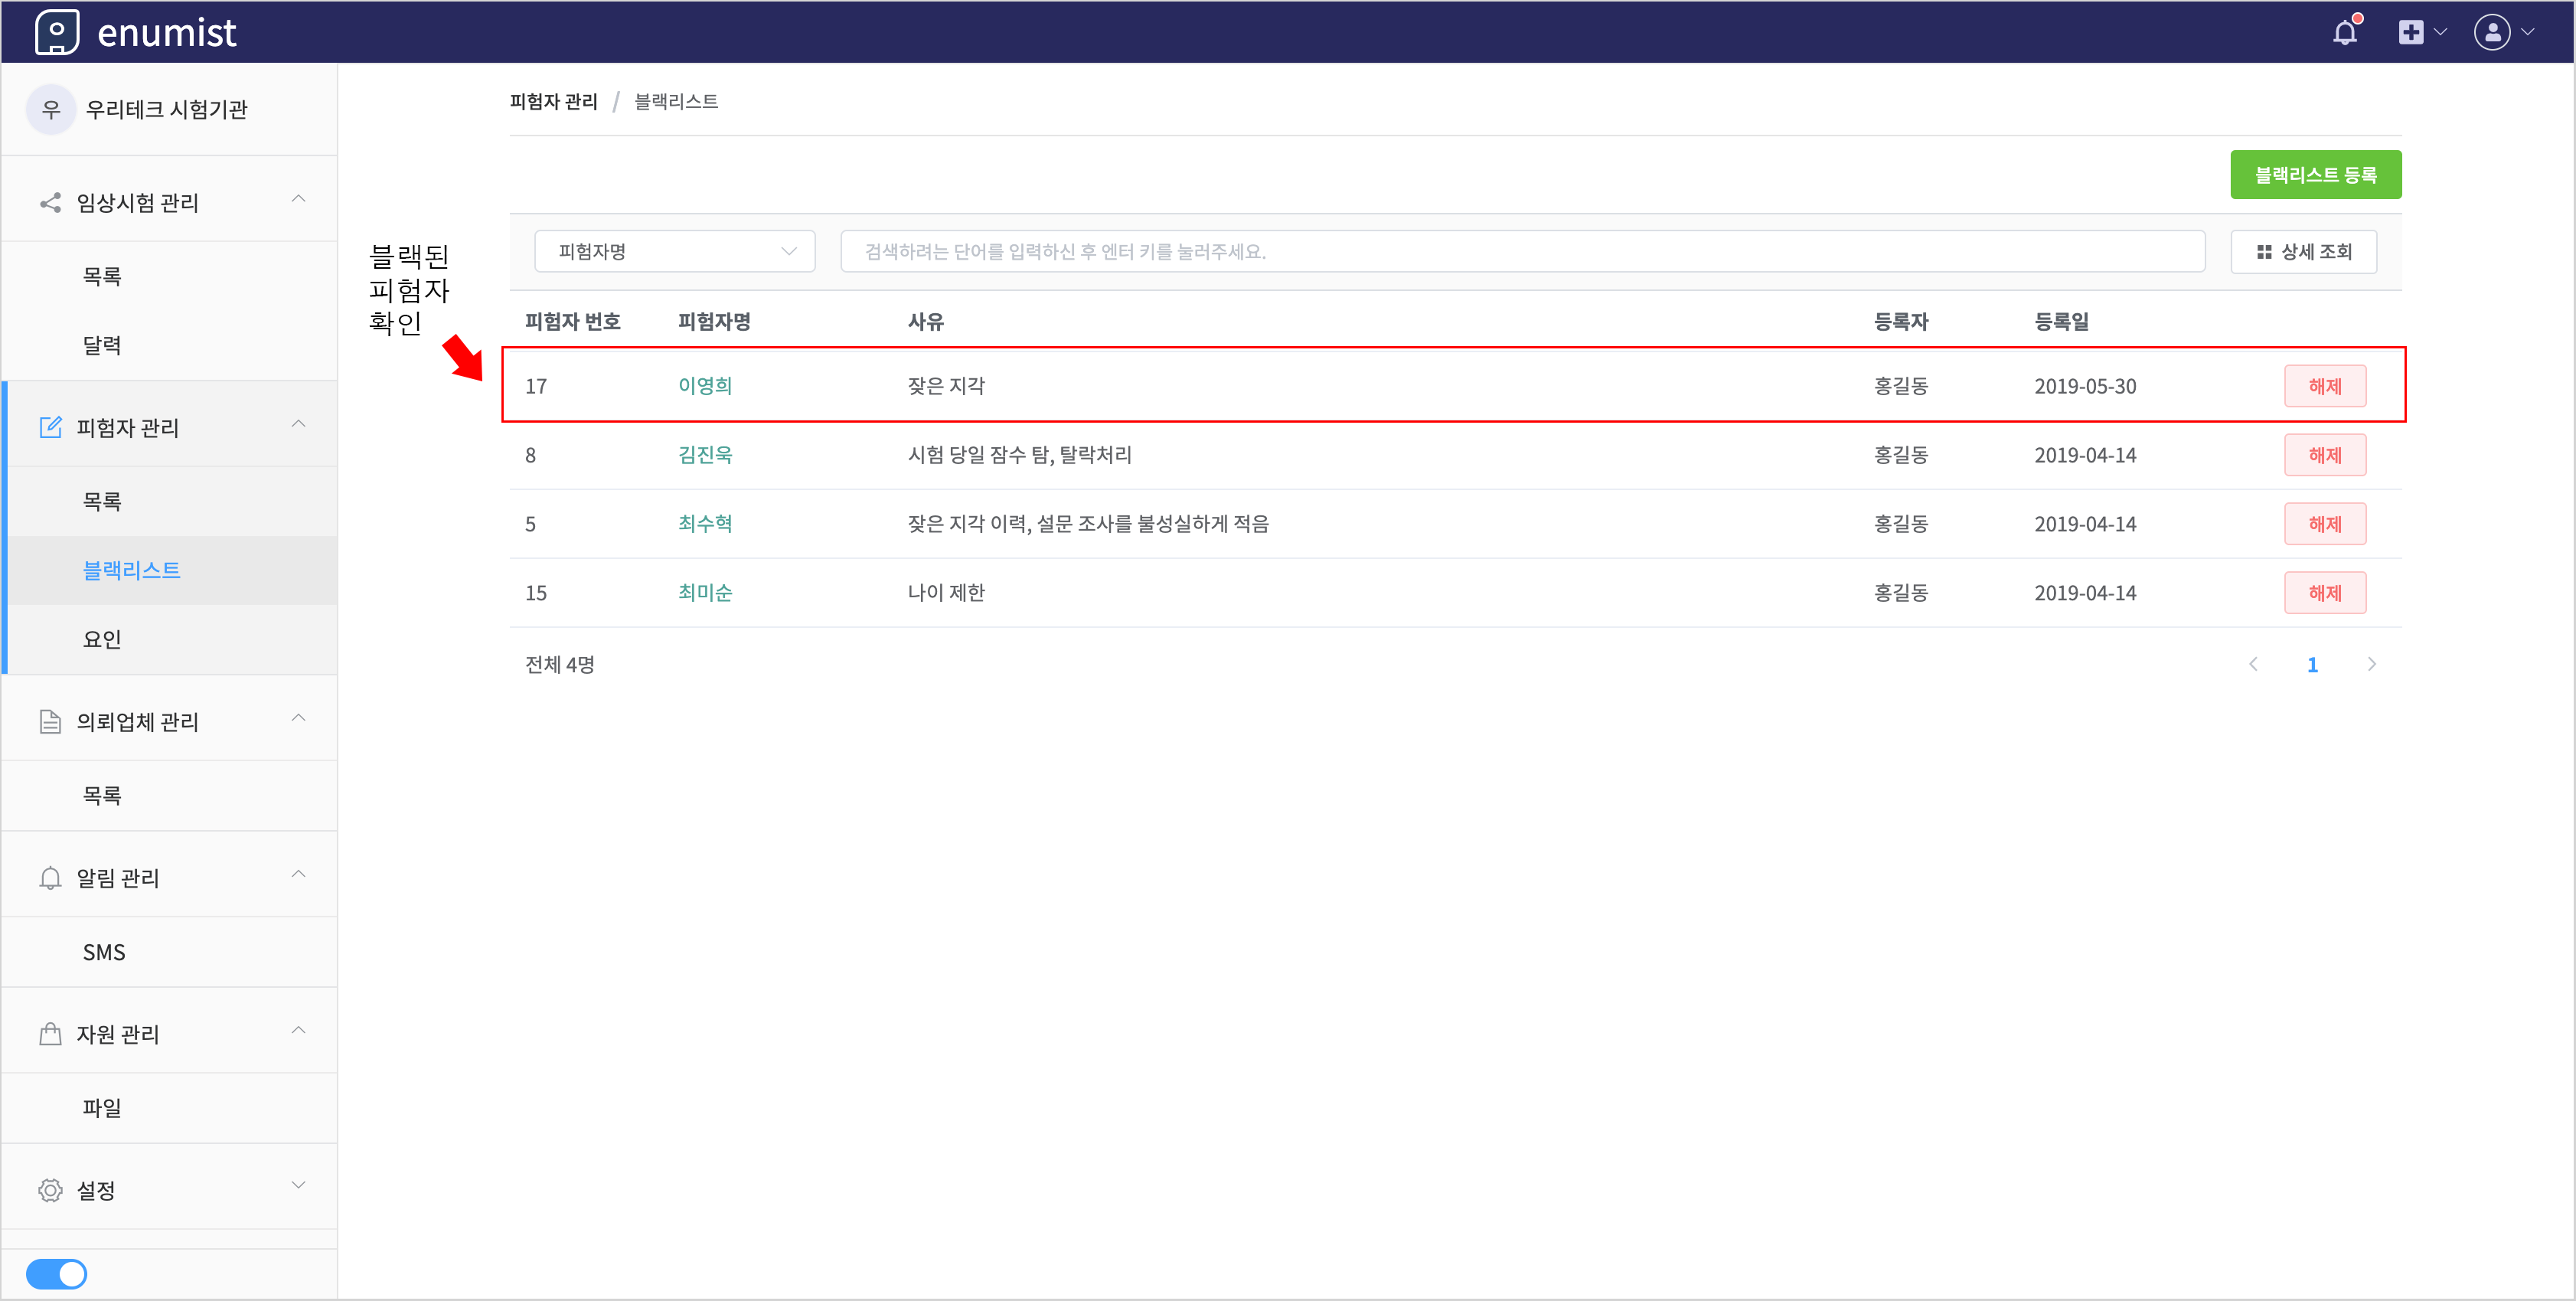 enumist
우 우리테크 시험기관
임상시험 관리
목록
달력
피험자 관리
목록
블랙리스트
요인
의뢰업체 관리
목록
알림 관리
SMS
자원 관리
파일
설정
피험자 관리 / 블랙리스트
블랙리스트 등록
블랙된
피험자
확인
피험자명 검색하려는 단어를 입력하신 후 엔터 키를 눌러주세요. 상세 조회
피험자 번호 피험자명 사유 등록자 등록일
17 이영희 잦은 지각 홍길동 2019-05-30 해제
8 김진욱 시험 당일 잠수 탐, 탈락처리 홍길동 2019-04-14 해제
5 최수혁 잦은 지각 이력, 설문 조사를 불성실하게 적음 홍길동 2019-04-14 해제
15 최미순 나이 제한 홍길동 2019-04-14 해제
전체 4명 1